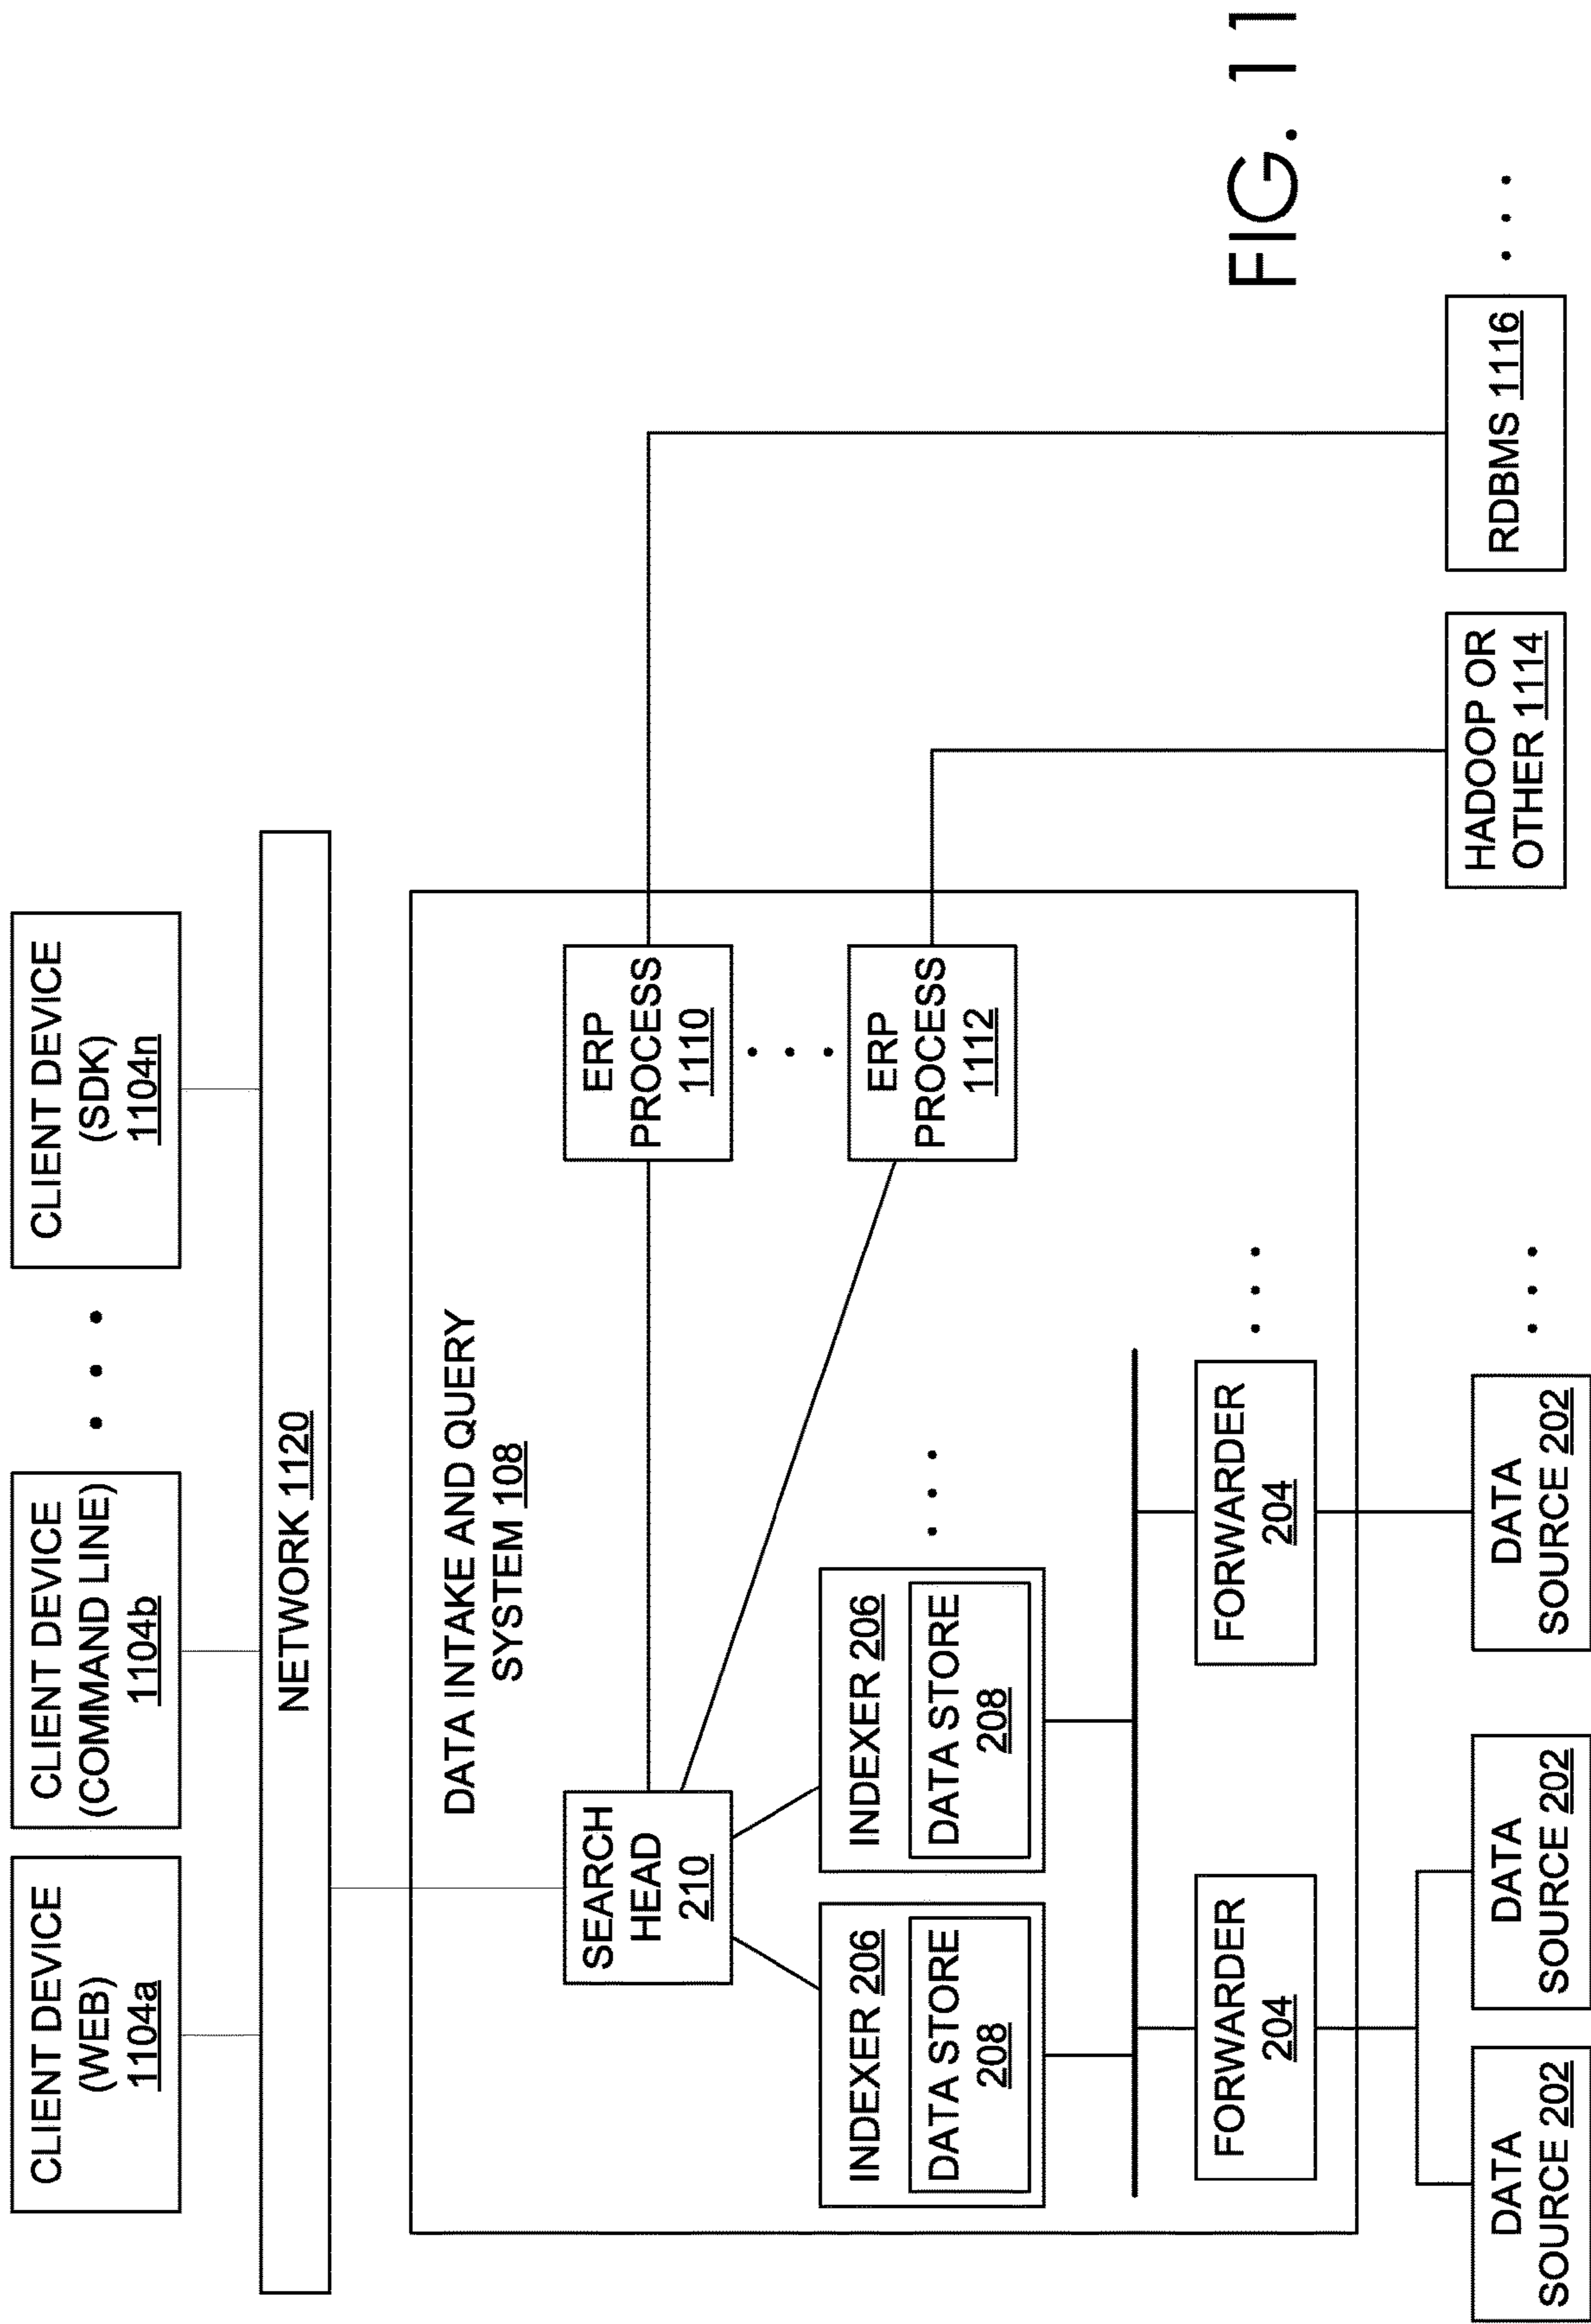 CLIENT DEVICE
(WEB)
1104a
CLIENT DEVICE
(COMMAND LINE)
1104b
• • •
CLIENT DEVICE
(SDK)
1104n
NETWORK 1120
DATA INTAKE AND QUERY
SYSTEM 108
SEARCH
HEAD
210
ERP
PROCESS
1110
• • •
ERP
PROCESS
1112
INDEXER 206
DATA STORE
208
INDEXER 206
DATA STORE
208
• • •
FORWARDER
204
FORWARDER
204
• • •
DATA
SOURCE 202
DATA
SOURCE 202
DATA
SOURCE 202
• • •
HADOOP OR
OTHER 1114
RDBMS 1116
• • •
FIG. 11